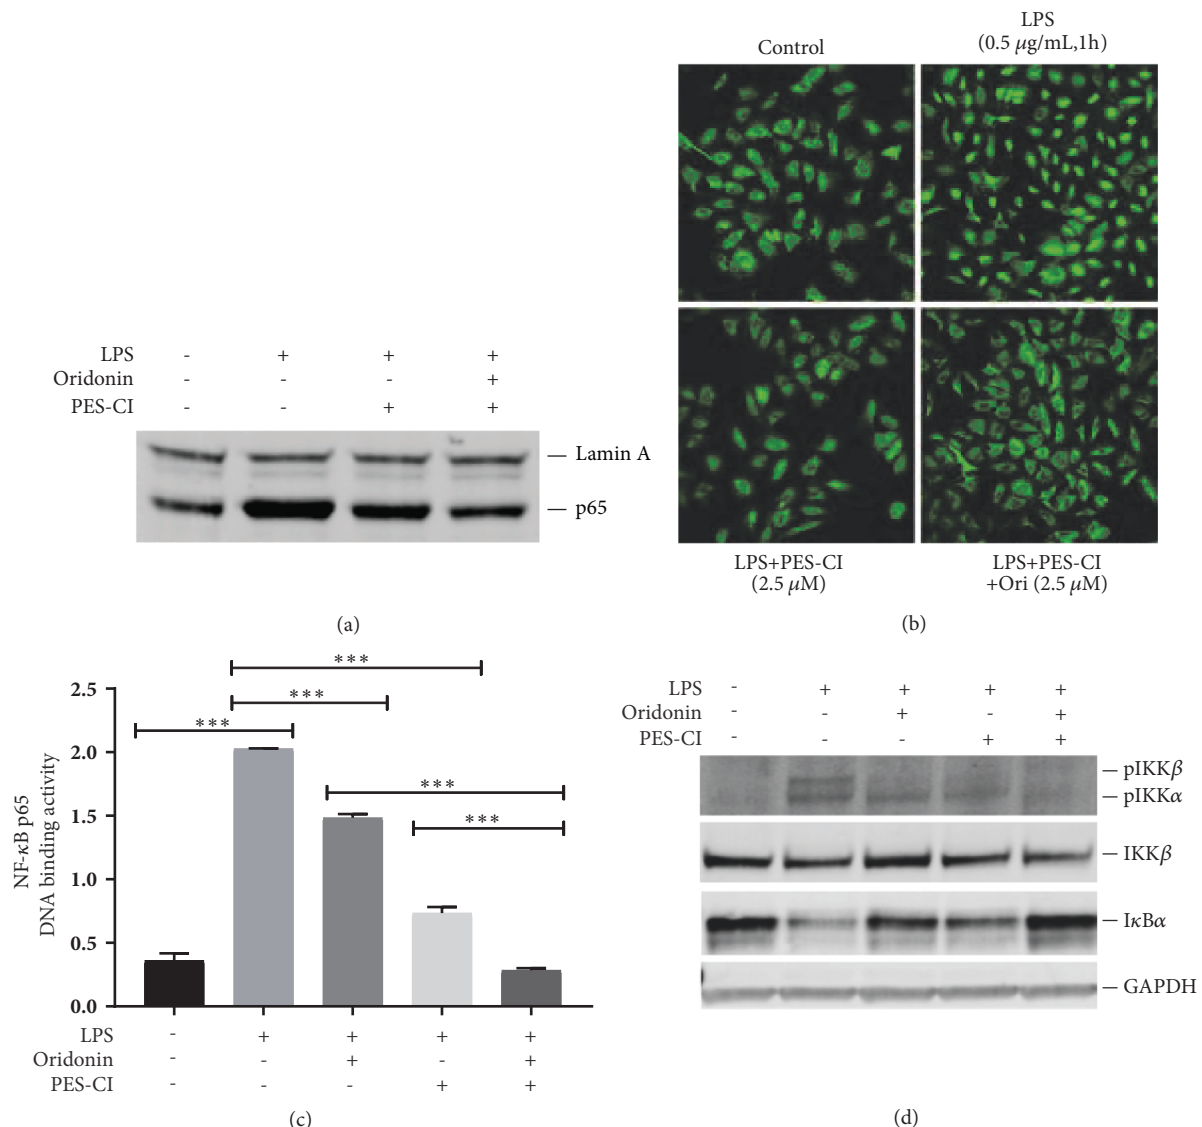 LPS - + + +
Oridonin - - - +
PES-CI - - + +
Lamin A
p65
(a)
Control
LPS
(0.5 μg/mL,1h)
LPS+PES-CI
(2.5 μM)
LPS+PES-CI
+Ori (2.5 μM)
(b)
NF-κB p65
DNA binding activity
2.5
2.0
1.5
1.0
0.5
0.0
***
***
***
***
***
LPS - + + + +
Oridonin - - + - +
PES-CI - - - + +
(c)
LPS - + + + +
Oridonin - - + - +
PES-CI - - - + +
pIKKβ
pIKKα
IKKβ
IκBα
GAPDH
(d)